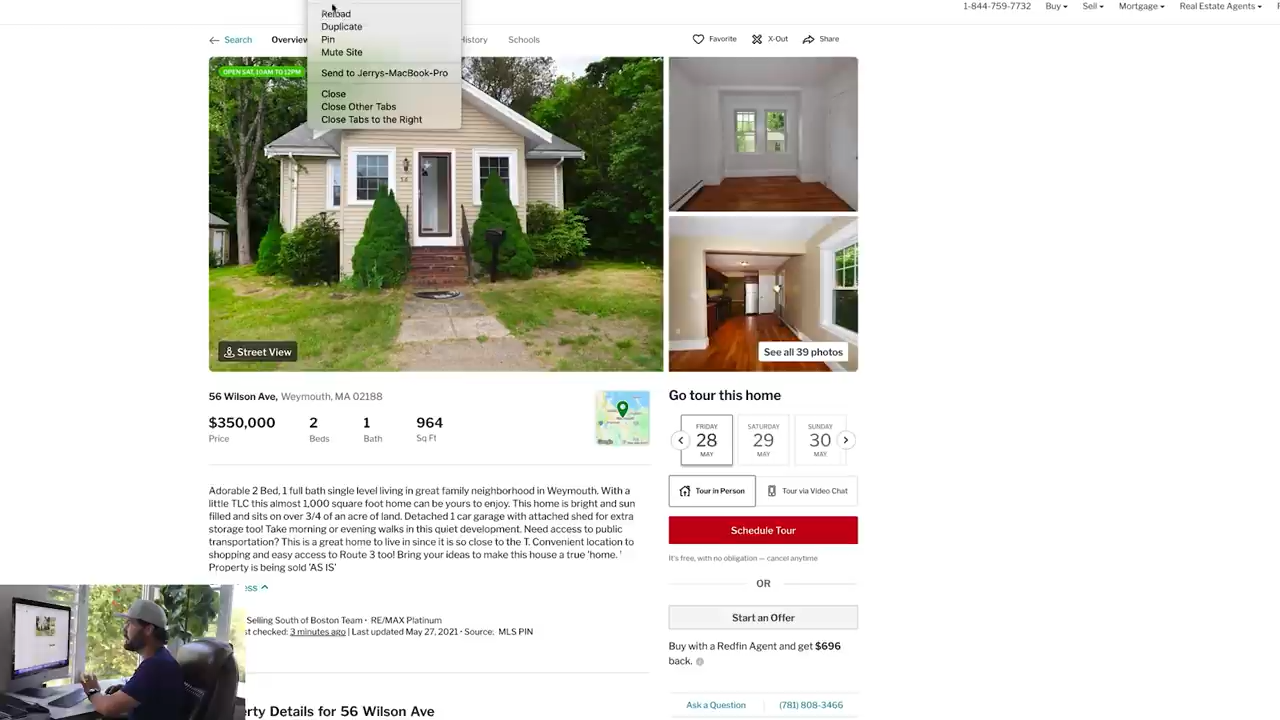 1-844-759-7732 Buy Sell Mortgage Real Estate Agents
Reload
Duplicate
Pin
Mute Site
Send to Jerrys-MacBook-Pro
Close
Close Other Tabs
Close Tabs to the Right
Search Overview History Schools Favorite X-Out Share
OPEN SAT, 10AM TO 12PM
Street View
See all 39 photos
56 Wilson Ave, Weymouth, MA 02188
$350,000 2 1 964
Price Beds Bath Sq Ft
Adorable 2 Bed, 1 full bath single level living in great family neighborhood in Weymouth. With a
little TLC this almost 1,000 square foot home can be yours to enjoy. This home is bright and sun
filled and sits on over 3/4 of an acre of land. Detached 1 car garage with attached shed for extra
storage too! Take morning or evening walks in this quiet development. Need access to public
transportation? This is a great home to live in since it is so close to the T. Convenient location to
shopping and easy access to Route 3 too! Bring your ideas to make this house a true 'home. '
Property is being sold 'AS IS'
ess
Selling South of Boston Team • RE/MAX Platinum
st checked: 3 minutes ago | Last updated May 27, 2021 • Source: MLS PIN
erty Details for 56 Wilson Ave
Go tour this home
FRIDAY SATURDAY SUNDAY
28 29 30
MAY MAY MAY
Tour in Person Tour via Video Chat
Schedule Tour
It's free, with no obligation — cancel anytime
OR
Start an Offer
Buy with a Redfin Agent and get $696
back.
Ask a Question (781) 808-3466